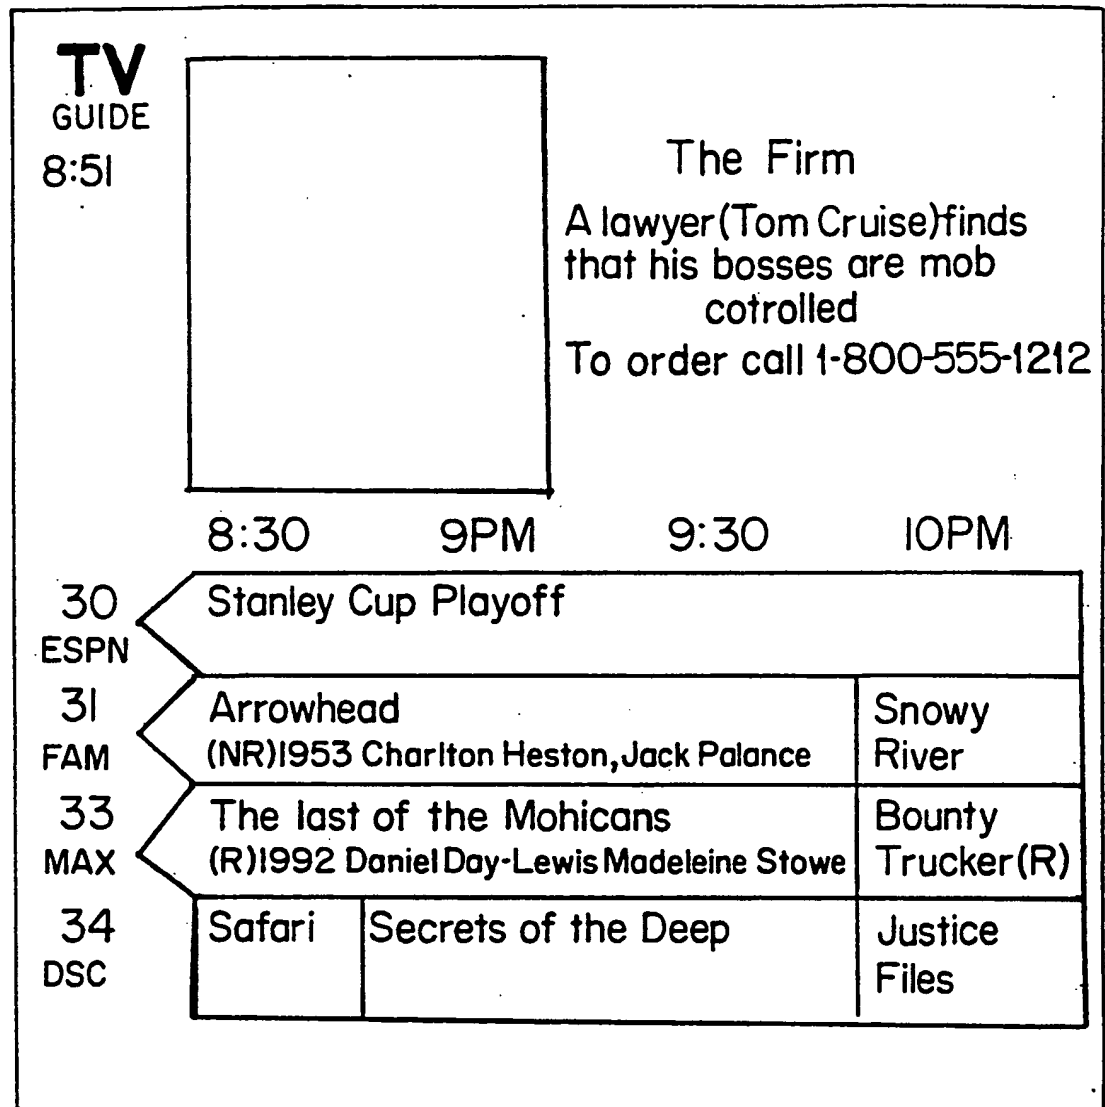 TV
GUIDE
8:51
The Firm
A lawyer(Tom Cruise)finds
that his bosses are mob
cotrolled
To order call 1-800-555-1212
8:30 9PM 9:30 10PM
30 Stanley Cup Playoff
ESPN
31 Arrowhead Snowy
FAM (NR)1953 Charlton Heston,Jack Palance River
33 The last of the Mohicans Bounty
MAX (R)1992 Daniel Day-Lewis Madeleine Stowe Trucker(R)
34 Safari Secrets of the Deep Justice
DSC Files